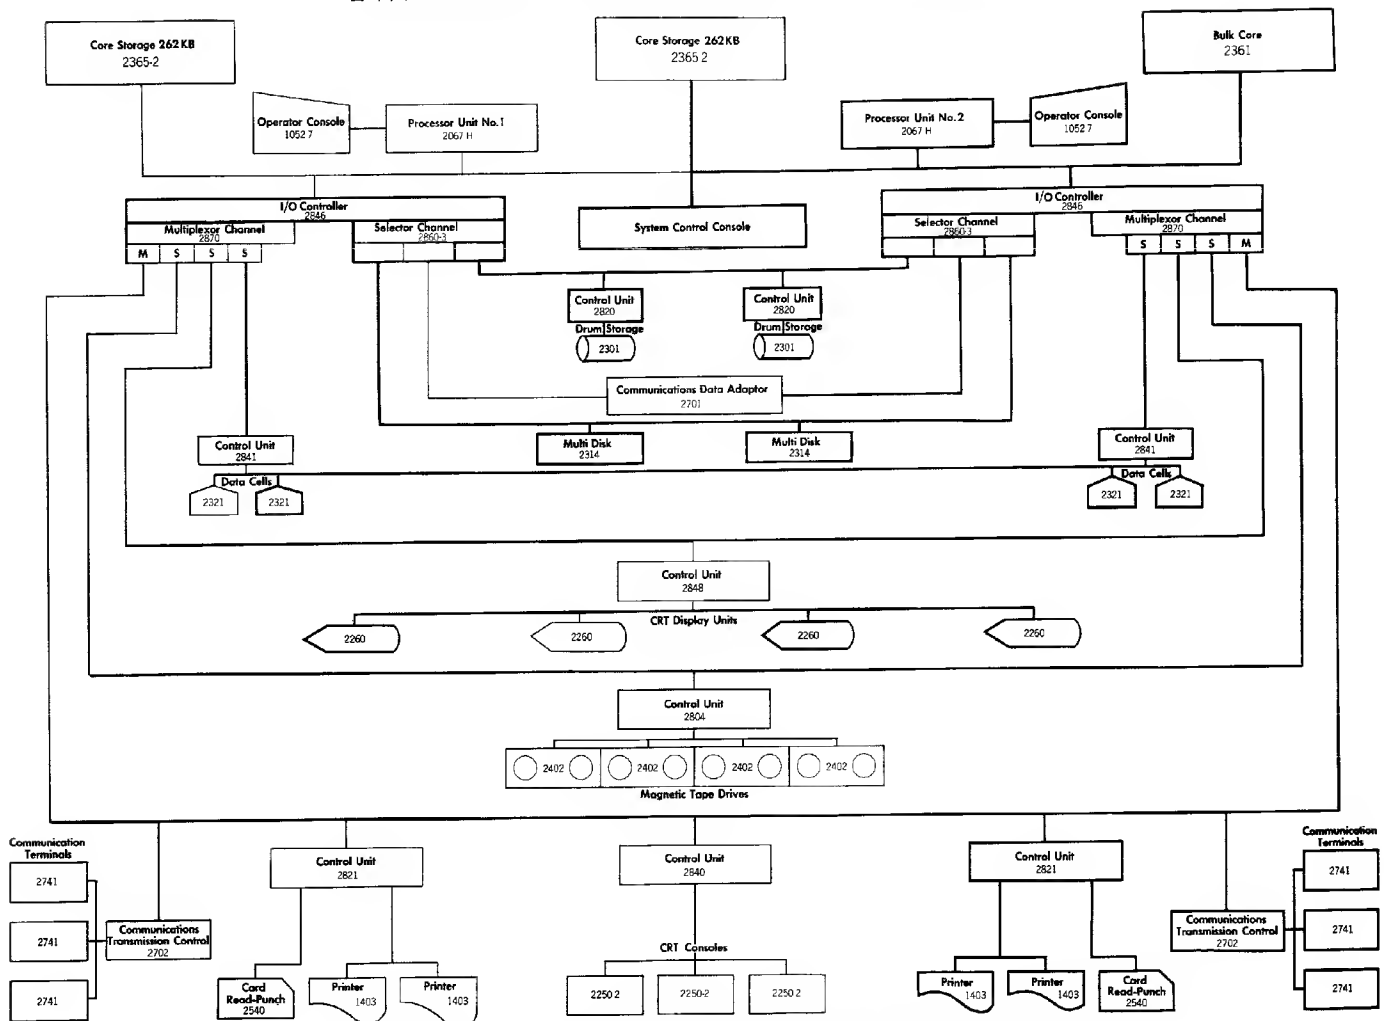 Core Storage 262KB
2365-2
Core Storage 262KB
2365 2
Bulk Core
2361
Operator Console
1052 7
Processor Unit No.1
2067 H
Processor Unit No.2
2067 H
Operator Console
1052 7
I/O Controller
2846
Multiplexor Channel
2870
Selector Channel
2860-3
M S S S
System Control Console
I/O Controller
2846
Selector Channel
2860-3
Multiplexor Channel
2870
S S S M
Control Unit
2820
Drum Storage
2301
Control Unit
2820
Drum Storage
2301
Communications Data Adaptor
2701
Multi Disk
2314
Multi Disk
2314
Control Unit
2841
Data Cells
2321
2321
Control Unit
2841
Data Cells
2321
2321
Control Unit
2848
CRT Display Units
2260
2260
2260
2260
Control Unit
2804
2402
2402
2402
2402
Magnetic Tape Drives
Communication
Terminals
2741
2741
2741
Communications
Transmission Control
2702
Control Unit
2821
Card
Read-Punch
2540
Printer
1403
Printer
1403
Control Unit
2840
CRT Consoles
2250 2
2250-2
2250 2
Control Unit
2821
Printer
1403
Printer
1403
Card
Read-Punch
2540
Communications
Transmission Control
2702
Communication
Terminals
2741
2741
2741